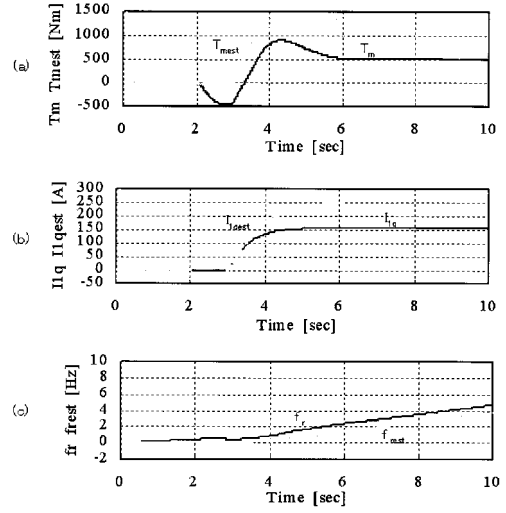 (a)
Tm Tmest [Nm]
1500
1000
500
0
-500
Tmest
Tm
0 2 4 6 8 10
Time [sec]
(b)
I1q I1qest [A]
300
250
200
150
100
50
0
-50
I1qest
I1q
0 2 4 6 8 10
Time [sec]
(c)
fr frest [Hz]
10
8
6
4
2
0
-2
fr
frest
0 2 4 6 8 10
Time [sec]